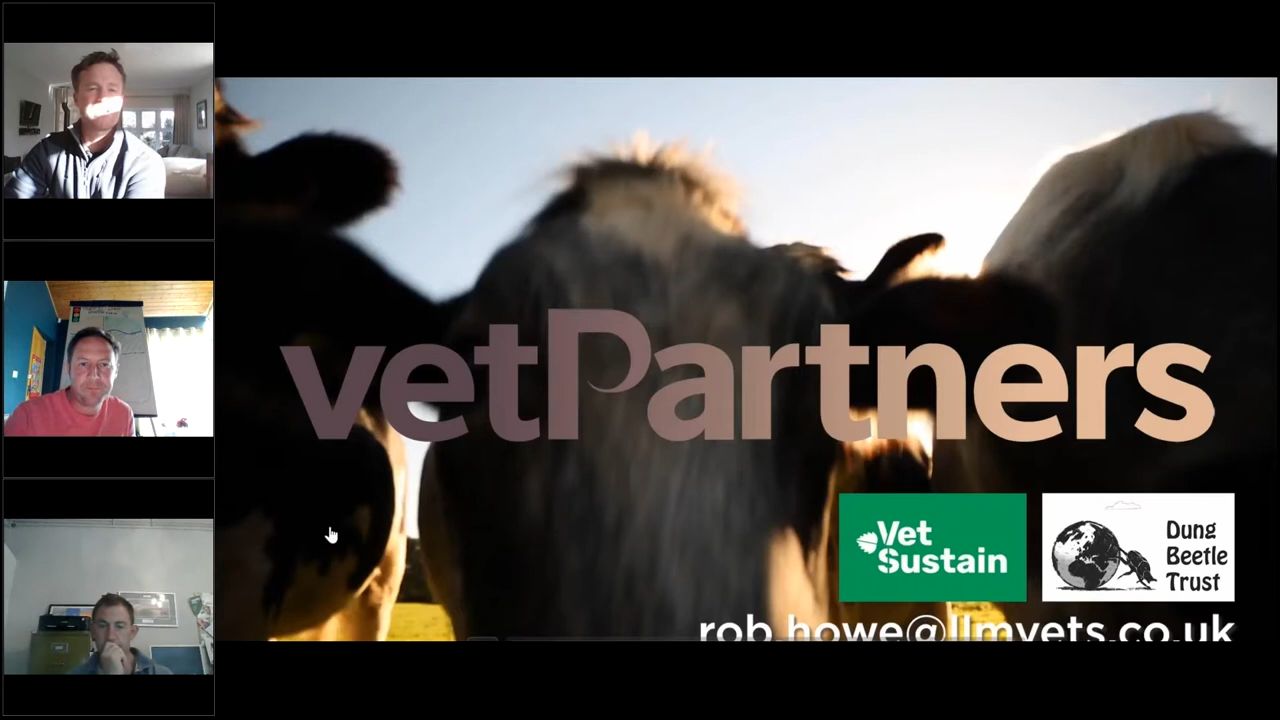 vetPartners
Vet
Sustain
Dung
Beetle
Trust
rob.howe@llmvets.co.uk